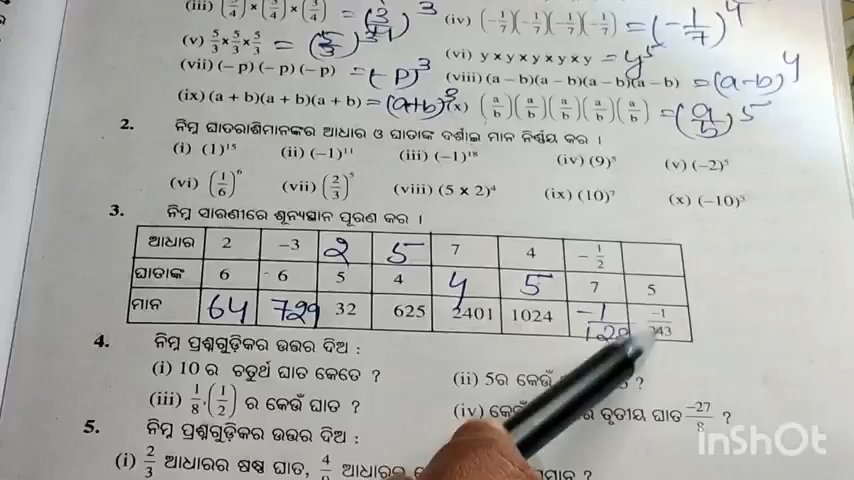 (iii) (3/4) × (3/4) × (3/4) = (3/4)^3 (iv) (−1/7)(−1/7)(−1/7)(−1/7) = (−1/7)^4
(v) 5/3 × 5/3 × 5/3 = (5/3)^3 (vi) y × y × y × y × y = y^5
(vii) (− p) (− p) (− p) = (− p)^3 (viii) (a − b)(a − b)(a − b)(a − b) = (a−b)^4
(ix) (a + b)(a + b)(a + b) = (a+b)^3 (x) (a/b)(a/b)(a/b)(a/b)(a/b) = (a/b)^5
2. ନିମ୍ନ ଘାତରାଶିମାନଙ୍କର ଆଧାର ଓ ଘାତାଙ୍କ ଦର୍ଶାଇ ମାନ ନିର୍ଣ୍ଣୟ କର ।
(i) (1)^15 (ii) (−1)^11 (iii) (−1)^18 (iv) (9)^5 (v) (−2)^5
(vi) (1/6)^6 (vii) (2/3)^5 (viii) (5 × 2)^4 (ix) (10)^7 (x) (−10)^5
3. ନିମ୍ନ ସାରଣୀରେ ଶୂନ୍ୟସ୍ଥାନ ପୂରଣ କର ।
ଆଧାର 2 −3 2 5 7 4 −1/2
ଘାତାଙ୍କ 6 6 5 4 4 5 7 5
ମାନ 64 729 32 625 2401 1024 −1/128 −1/243
4. ନିମ୍ନ ପ୍ରଶ୍ନଗୁଡ଼ିକର ଉତ୍ତର ଦିଅ :
(i) 10 ର ଚତୁର୍ଥ ଘାତ କେତେ ? (ii) 5ର କେଉଁ ?
(iii) 1/8, (1/2) ର କେଉଁ ଘାତ ? (iv) ର ତୃତୀୟ ଘାତ −27/8 ?
5. ନିମ୍ନ ପ୍ରଶ୍ନଗୁଡ଼ିକର ଉତ୍ତର ଦିଅ :
(i) 2/3 ଆଧାରର ଷଷ୍ଠ ଘାତ, ଆଧାରର ?
InShOt